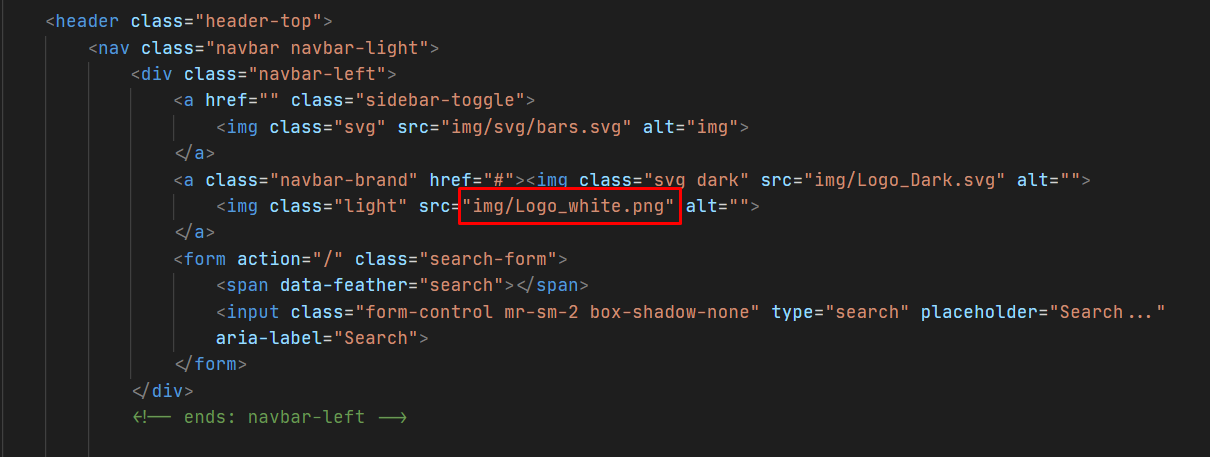 <header class="header-top">
<nav class="navbar navbar-light">
<div class="navbar-left">
<a href="" class="sidebar-toggle">
<img class="svg" src="img/svg/bars.svg" alt="img">
</a>
<a class="navbar-brand" href="#"><img class="svg dark" src="img/Logo_Dark.svg" alt="">
<img class="light" src="img/Logo_white.png" alt="">
</a>
<form action="/" class="search-form">
<span data-feather="search"></span>
<input class="form-control mr-sm-2 box-shadow-none" type="search" placeholder="Search..."
aria-label="Search">
</form>
</div>
<!-- ends: navbar-left -->